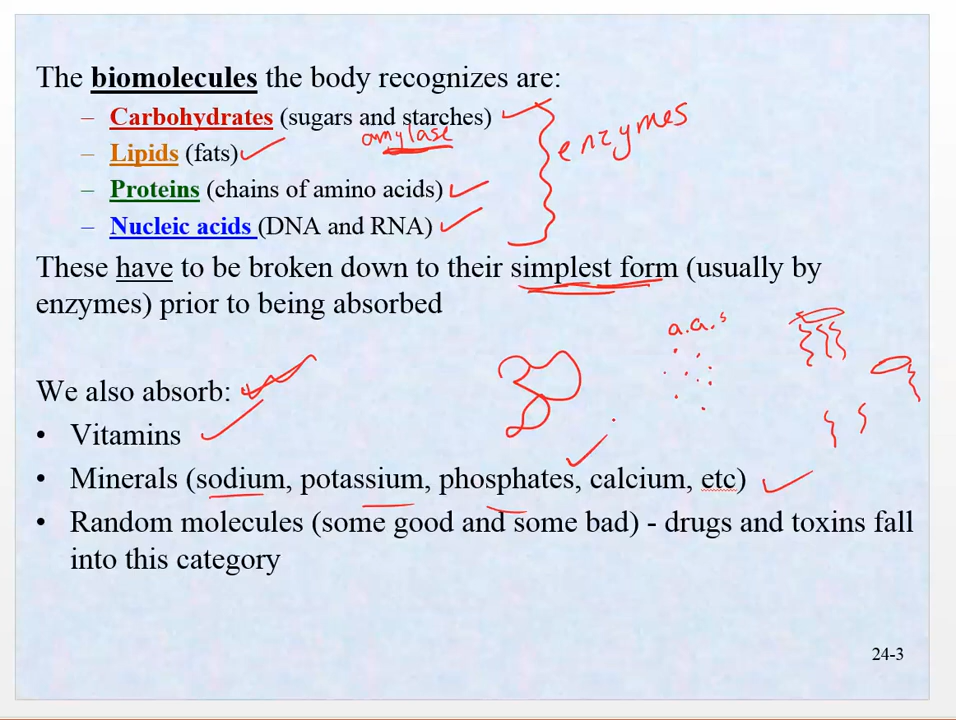 The biomolecules the body recognizes are:
– Carbohydrates (sugars and starches)
amylase
enzymes
– Lipids (fats)
– Proteins (chains of amino acids)
– Nucleic acids (DNA and RNA)
These have to be broken down to their simplest form (usually by
enzymes) prior to being absorbed
a.a.s
We also absorb:
• Vitamins
• Minerals (sodium, potassium, phosphates, calcium, etc)
• Random molecules (some good and some bad) - drugs and toxins fall
into this category
24-3